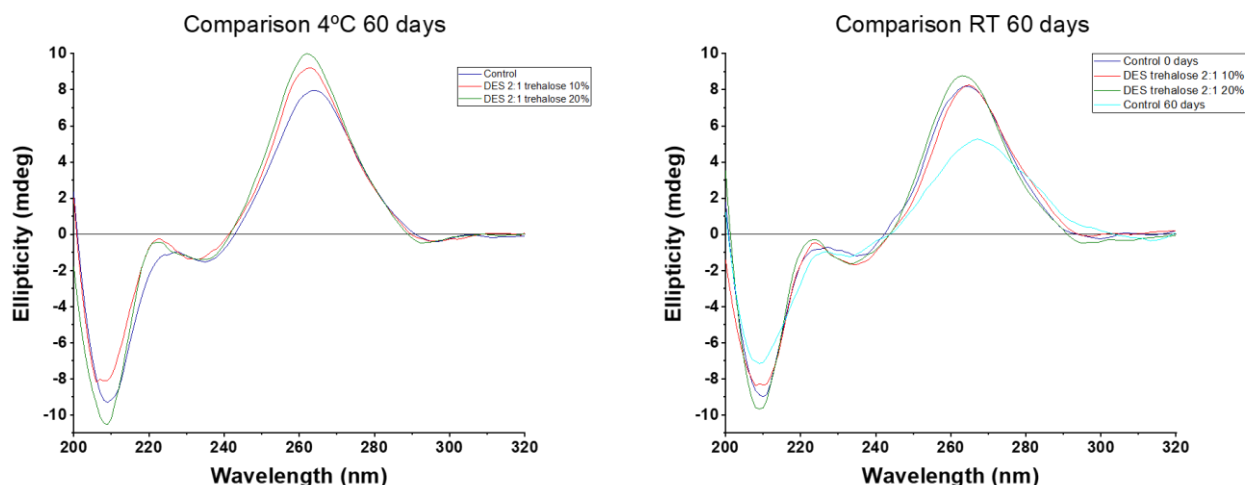 Comparison 4ºC 60 days
Ellipticity (mdeg)
10
8
6
4
2
0
-2
-4
-6
-8
-10
Control
DES 2:1 trehalose 10%
DES 2:1 trehalose 20%
200 220 240 260 280 300 320
Wavelength (nm)
Comparison RT 60 days
Ellipticity (mdeg)
10
8
6
4
2
0
-2
-4
-6
-8
-10
Control 0 days
DES trehalose 2:1 10%
DES trehalose 2:1 20%
Control 60 days
200 220 240 260 280 300 320
Wavelength (nm)